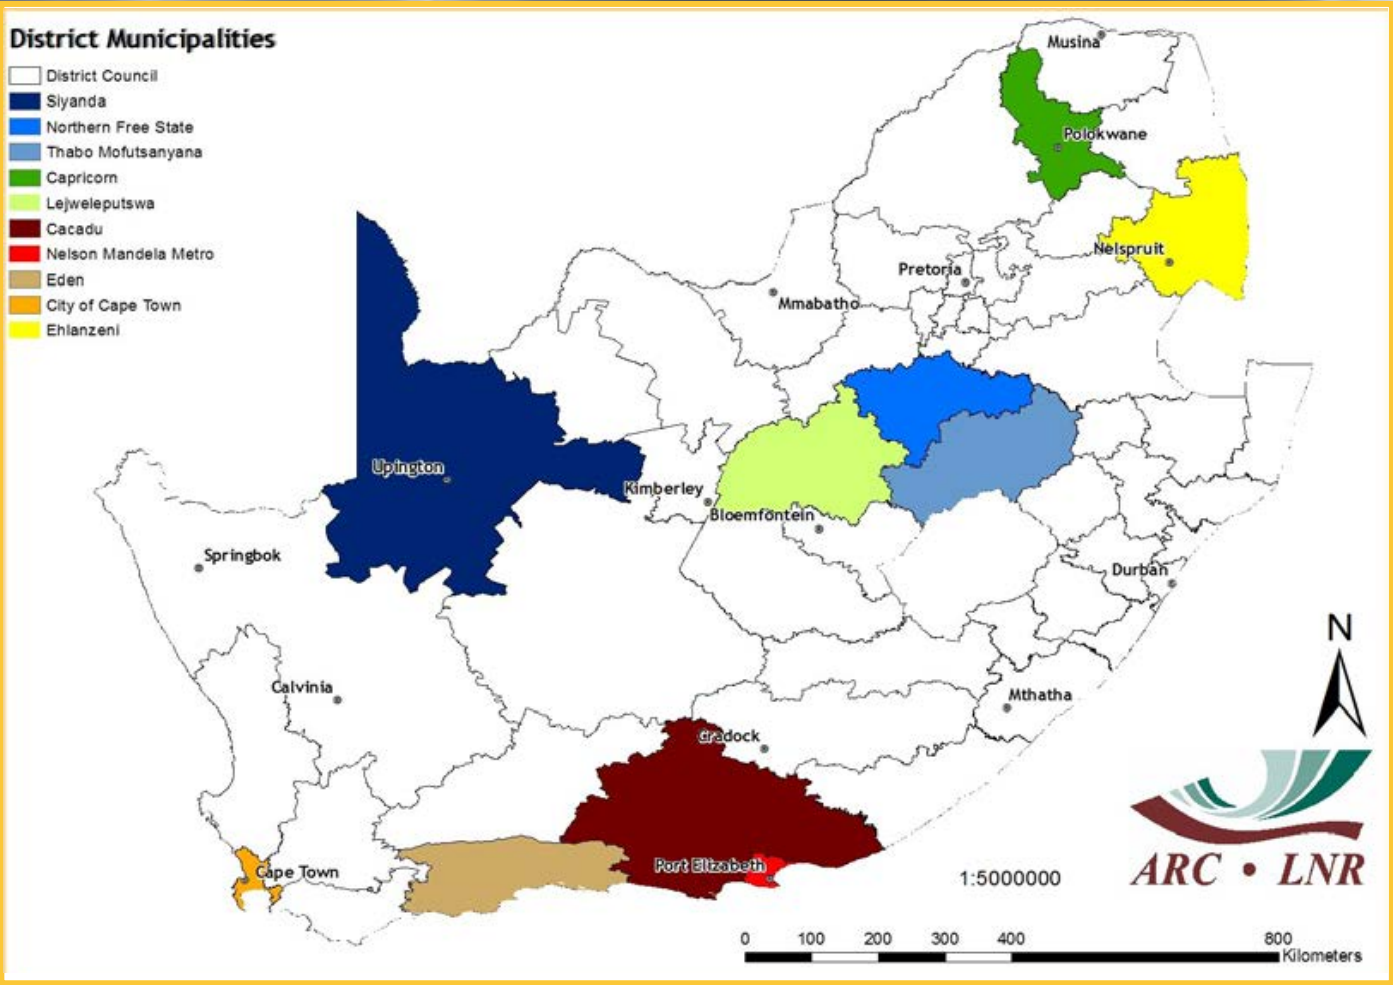 District Municipalities
District Council
Siyanda
Northern Free State
Thabo Mofutsanyana
Capricorn
Lejweleputswa
Cacadu
Nelson Mandela Metro
Eden
City of Cape Town
Ehlanzeni
Musina
Polokwane
Nelspruit
Pretoria
Mmabatho
Upington
Kimberley
Bloemfontein
Springbok
Durban
N
Calvinia
Mthatha
Cradock
Port Elizabeth
Cape Town
1:5000000
ARC • LNR
0 100 200 300 400 800
Kilometers